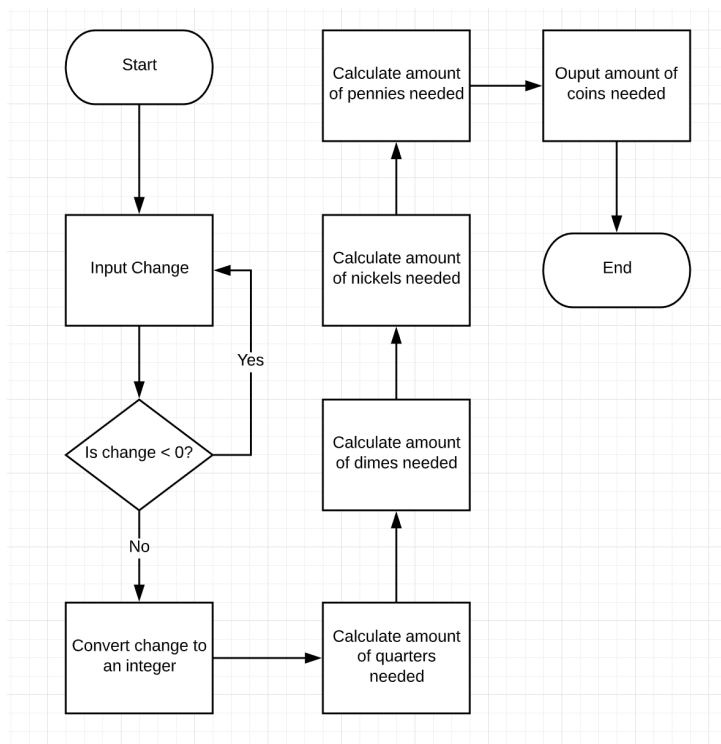 Start
Input Change
Yes
Is change < 0?
No
Convert change to
an integer
Calculate amount
of quarters
needed
Calculate amount
of dimes needed
Calculate amount
of nickels needed
Calculate amount
of pennies needed
Ouput amount of
coins needed
End